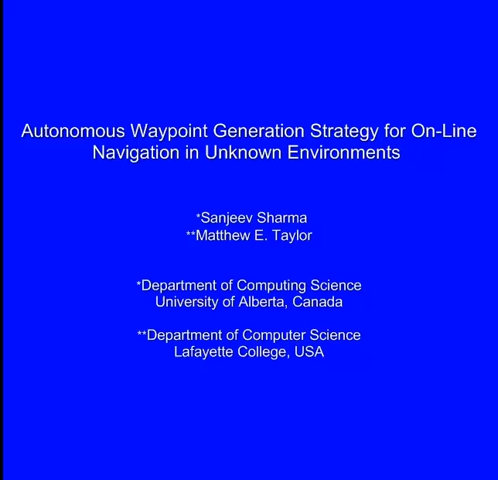 Autonomous Waypoint Generation Strategy for On-Line
Navigation in Unknown Environments
*Sanjeev Sharma
**Matthew E. Taylor
*Department of Computing Science
University of Alberta, Canada
**Department of Computer Science
Lafayette College, USA